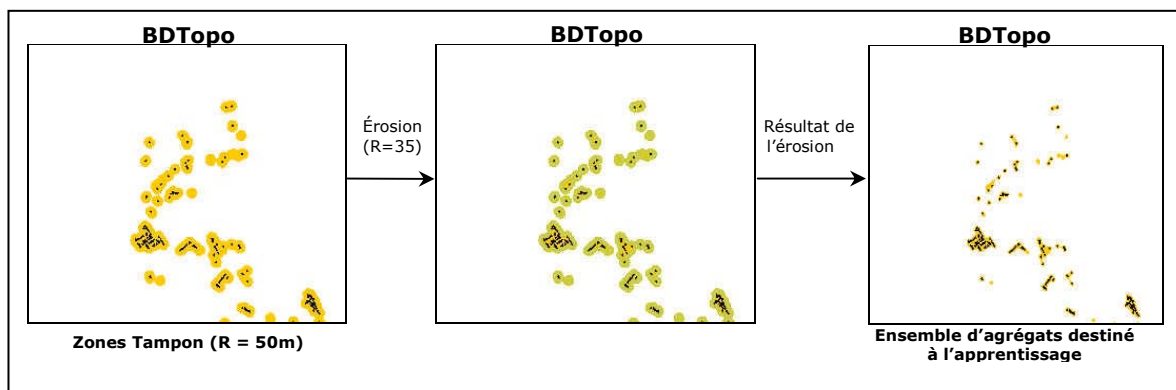 BDTopo
BDTopo
BDTopo
Érosion
(R=35)
Résultat de
l’érosion
Zones Tampon (R = 50m)
Ensemble d’agrégats destiné
à l’apprentissage